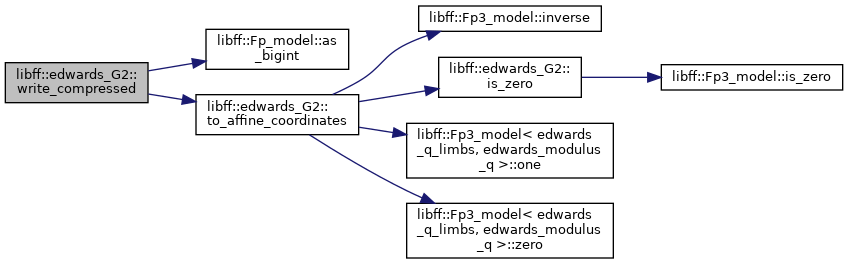 libff::edwards_G2::
write_compressed
libff::Fp_model::as
_bigint
libff::edwards_G2::
to_affine_coordinates
libff::Fp3_model::inverse
libff::edwards_G2::
is_zero
libff::Fp3_model::is_zero
libff::Fp3_model< edwards
_q_limbs, edwards_modulus
_q >::one
libff::Fp3_model< edwards
_q_limbs, edwards_modulus
_q >::zero